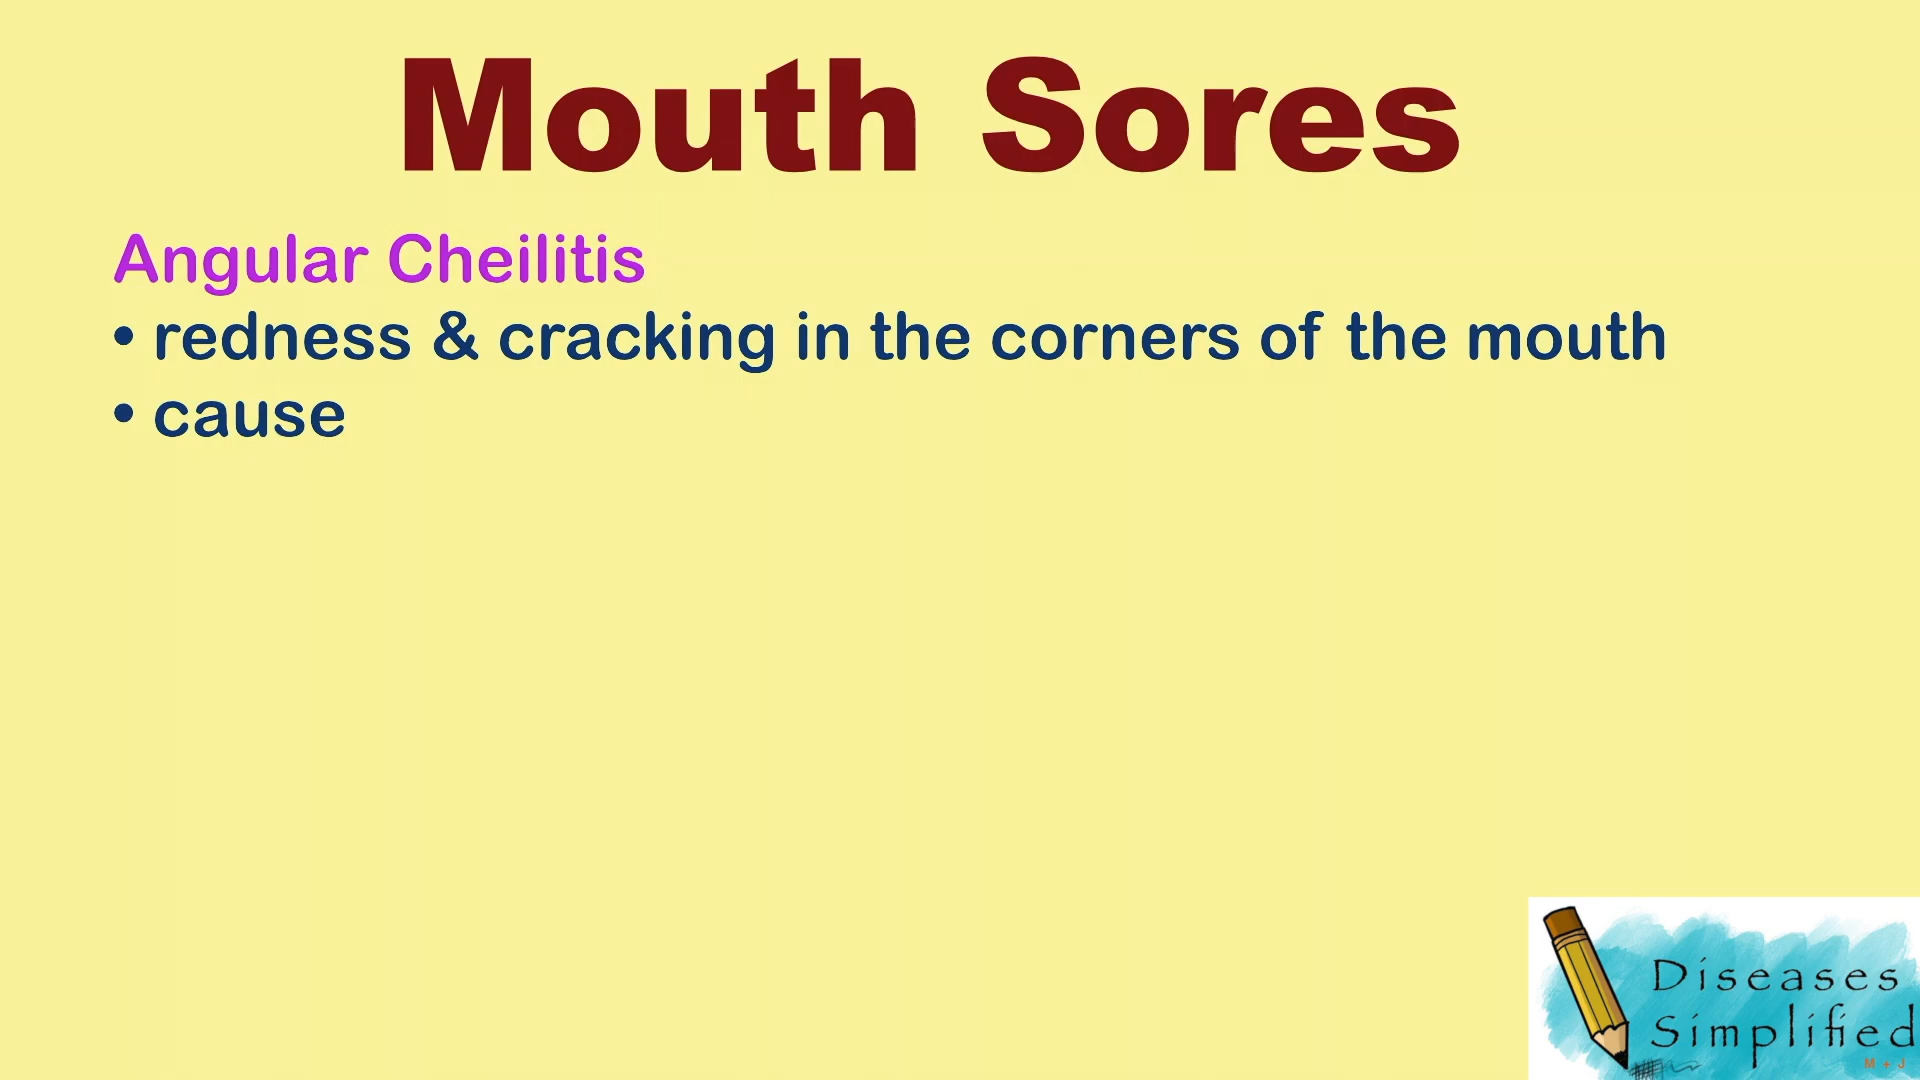 Mouth Sores
Angular Cheilitis
• redness & cracking in the corners of the mouth
• cause
Diseases
Simplified
M + J